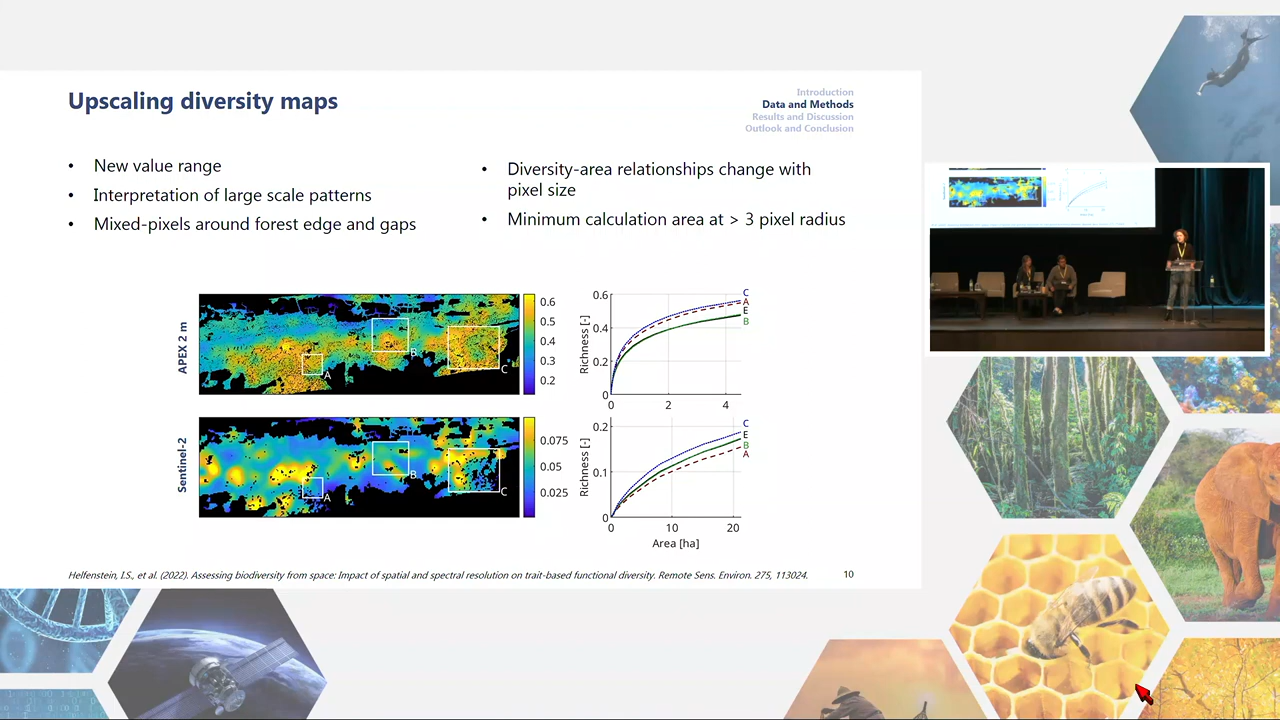 Upscaling diversity maps
Introduction
Data and Methods
Results and Discussion
Outlook and Conclusion
• New value range
• Interpretation of large scale patterns
• Mixed-pixels around forest edge and gaps
• Diversity-area relationships change with
pixel size
• Minimum calculation area at > 3 pixel radius
APEX 2 m
A
B
C
0.6
0.5
0.4
0.3
0.2
Richness [-]
0.6
0.4
0.2
0
0 2 4
C
A
E
B
Sentinel-2
A
B
C
0.075
0.05
0.025
Richness [-]
0.2
0.1
0
0 10 20
Area [ha]
C
E
B
A
Helfenstein, I.S., et al. (2022). Assessing biodiversity from space: Impact of spatial and spectral resolution on trait-based functional diversity. Remote Sens. Environ. 275, 113024.
10